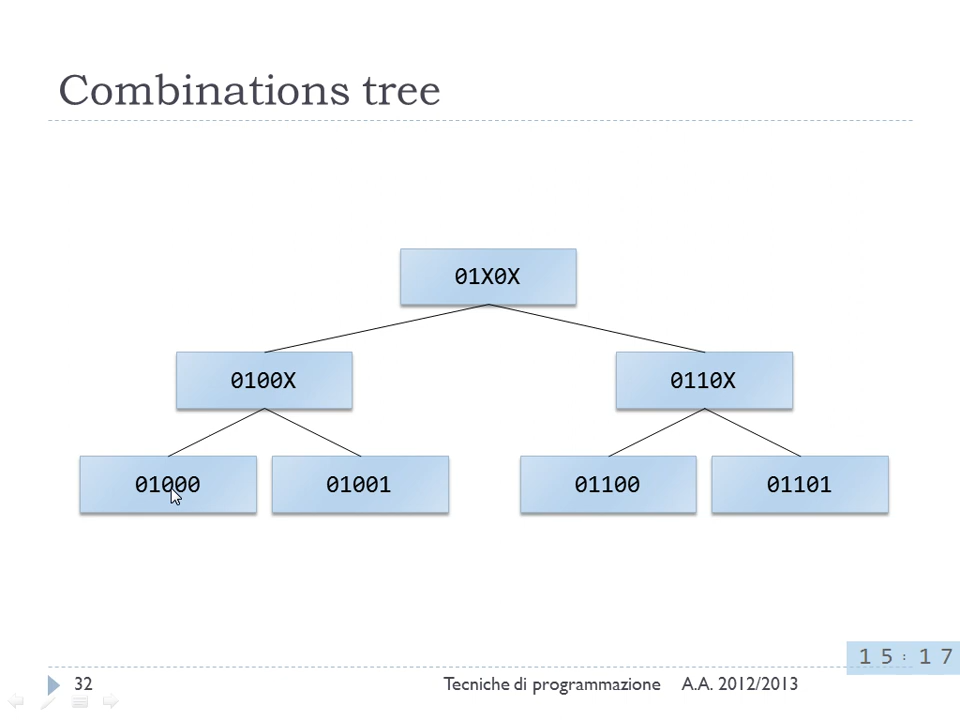 Combinations tree
01X0X
0100X
0110X
01000
01001
01100
01101
15:17
32
Tecniche di programmazione
A.A. 2012/2013